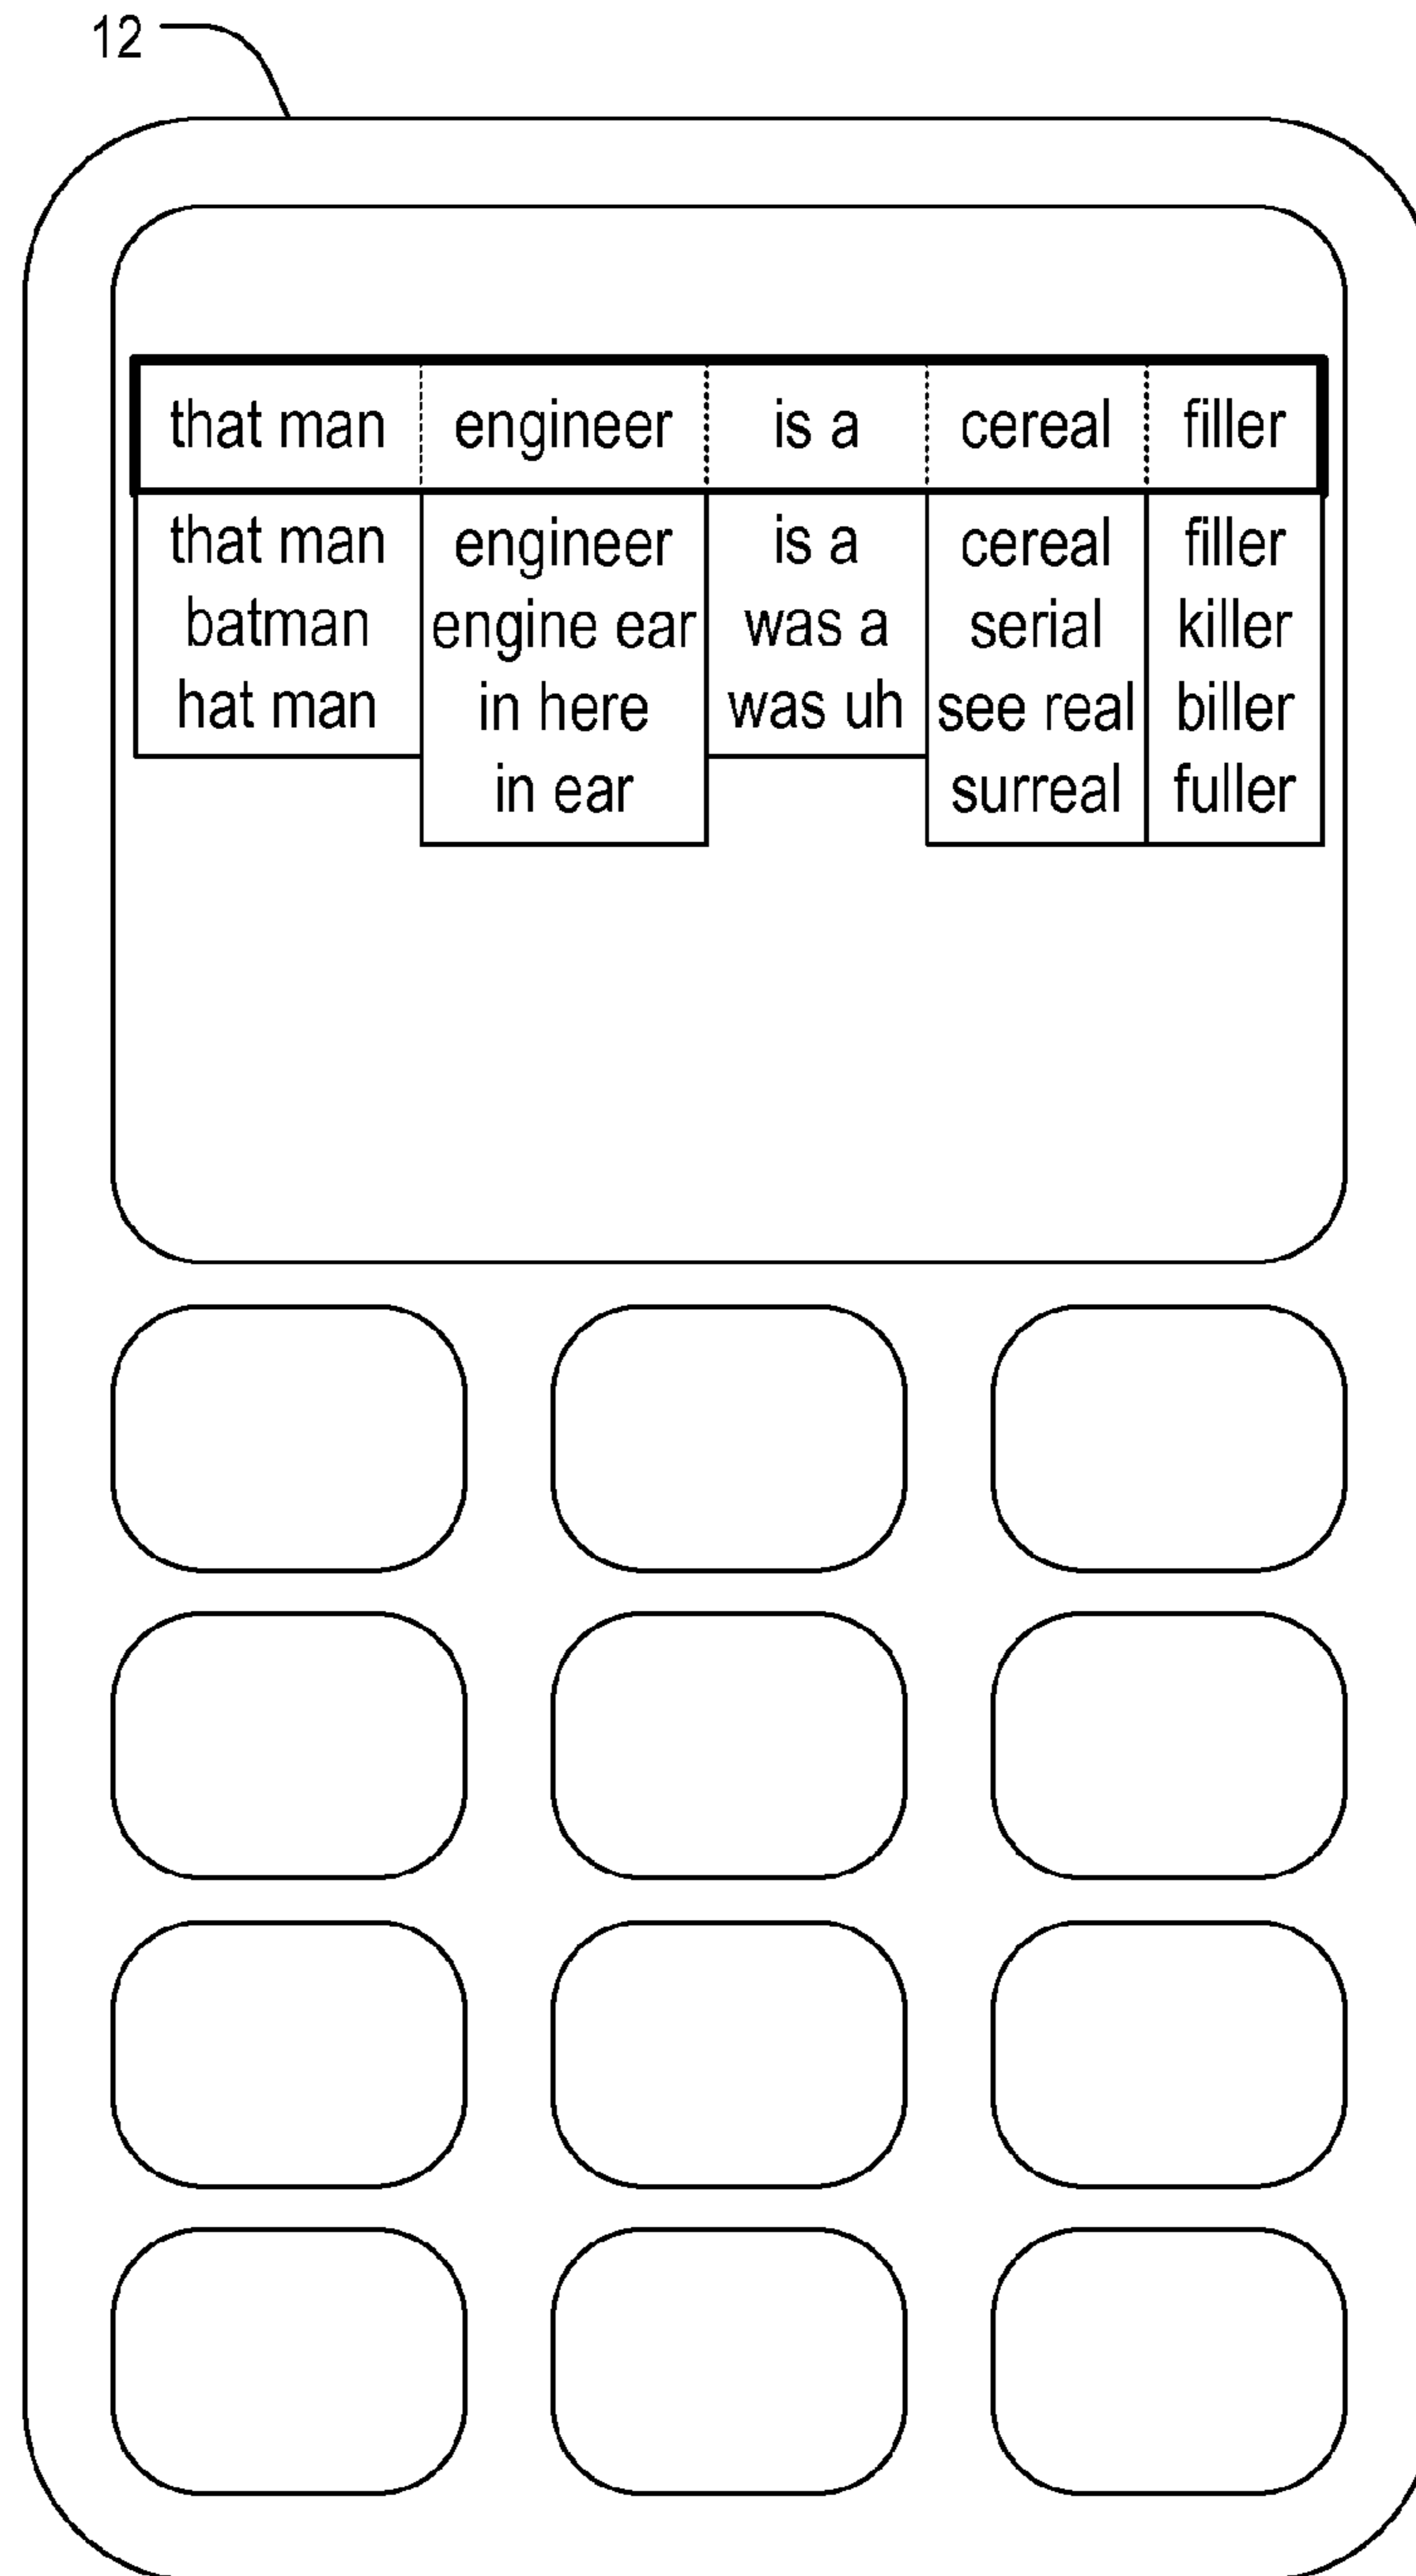 12
that man engineer is a cereal filler
that man engineer is a cereal filler
batman engine ear was a serial killer
hat man in here was uh see real biller
in ear surreal fuller